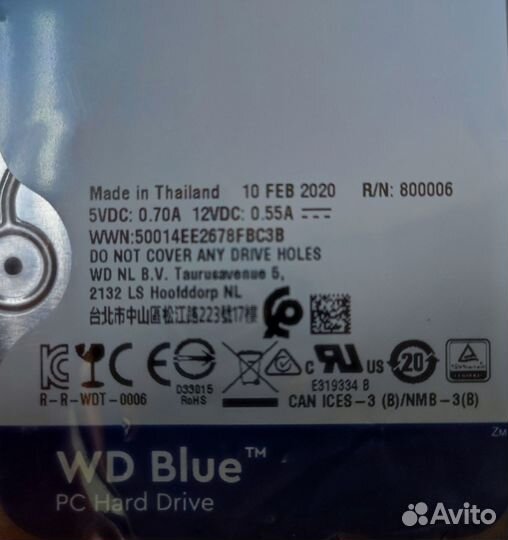 Made in Thailand 10 FEB 2020 R/N: 800006
5VDC: 0.70A 12VDC: 0.55A
WWN:50014EE2678FBC3B
DO NOT COVER ANY DRIVE HOLES
WD NL B.V. Taurusavenue 5,
2132 LS Hoofddorp NL
台北市中山區松江路223號17樓
D33015
RoHS
C US 20
E319334 B
R-R-WDT-0006
CAN ICES-3 (B)/NMB-3(B)
ZM
WD Blue™
PC Hard Drive
Avito